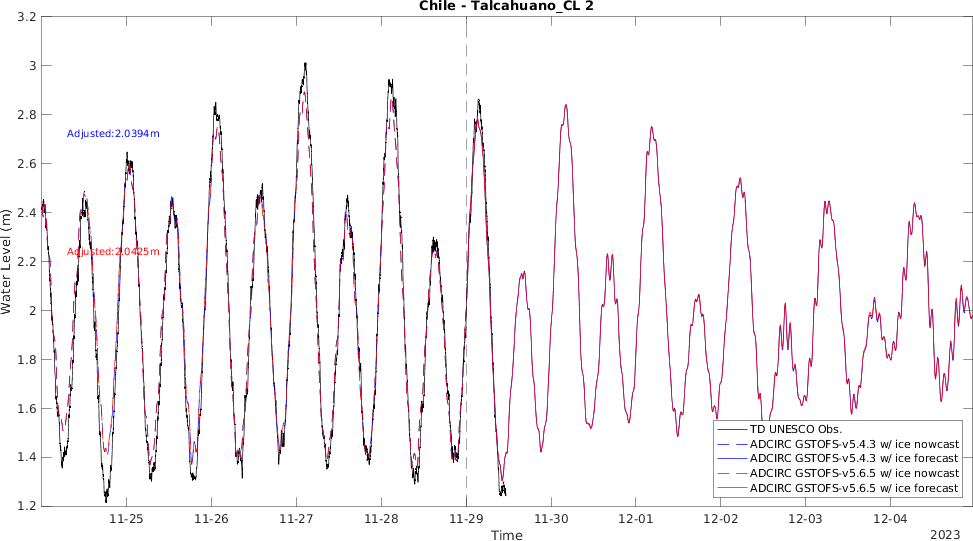 Chile - Talcahuano_CL 2
3.2
3
2.8
2.6
2.4
2.2
2
1.8
1.6
1.4
1.2
Water Level (m)
Adjusted:2.0394m
Adjusted:2.0425m
TD UNESCO Obs.
ADCIRC GSTOFS-v5.4.3 w/ ice nowcast
ADCIRC GSTOFS-v5.4.3 w/ ice forecast
ADCIRC GSTOFS-v5.6.5 w/ ice nowcast
ADCIRC GSTOFS-v5.6.5 w/ ice forecast
11-25 11-26 11-27 11-28 11-29 11-30 12-01 12-02 12-03 12-04
Time
2023